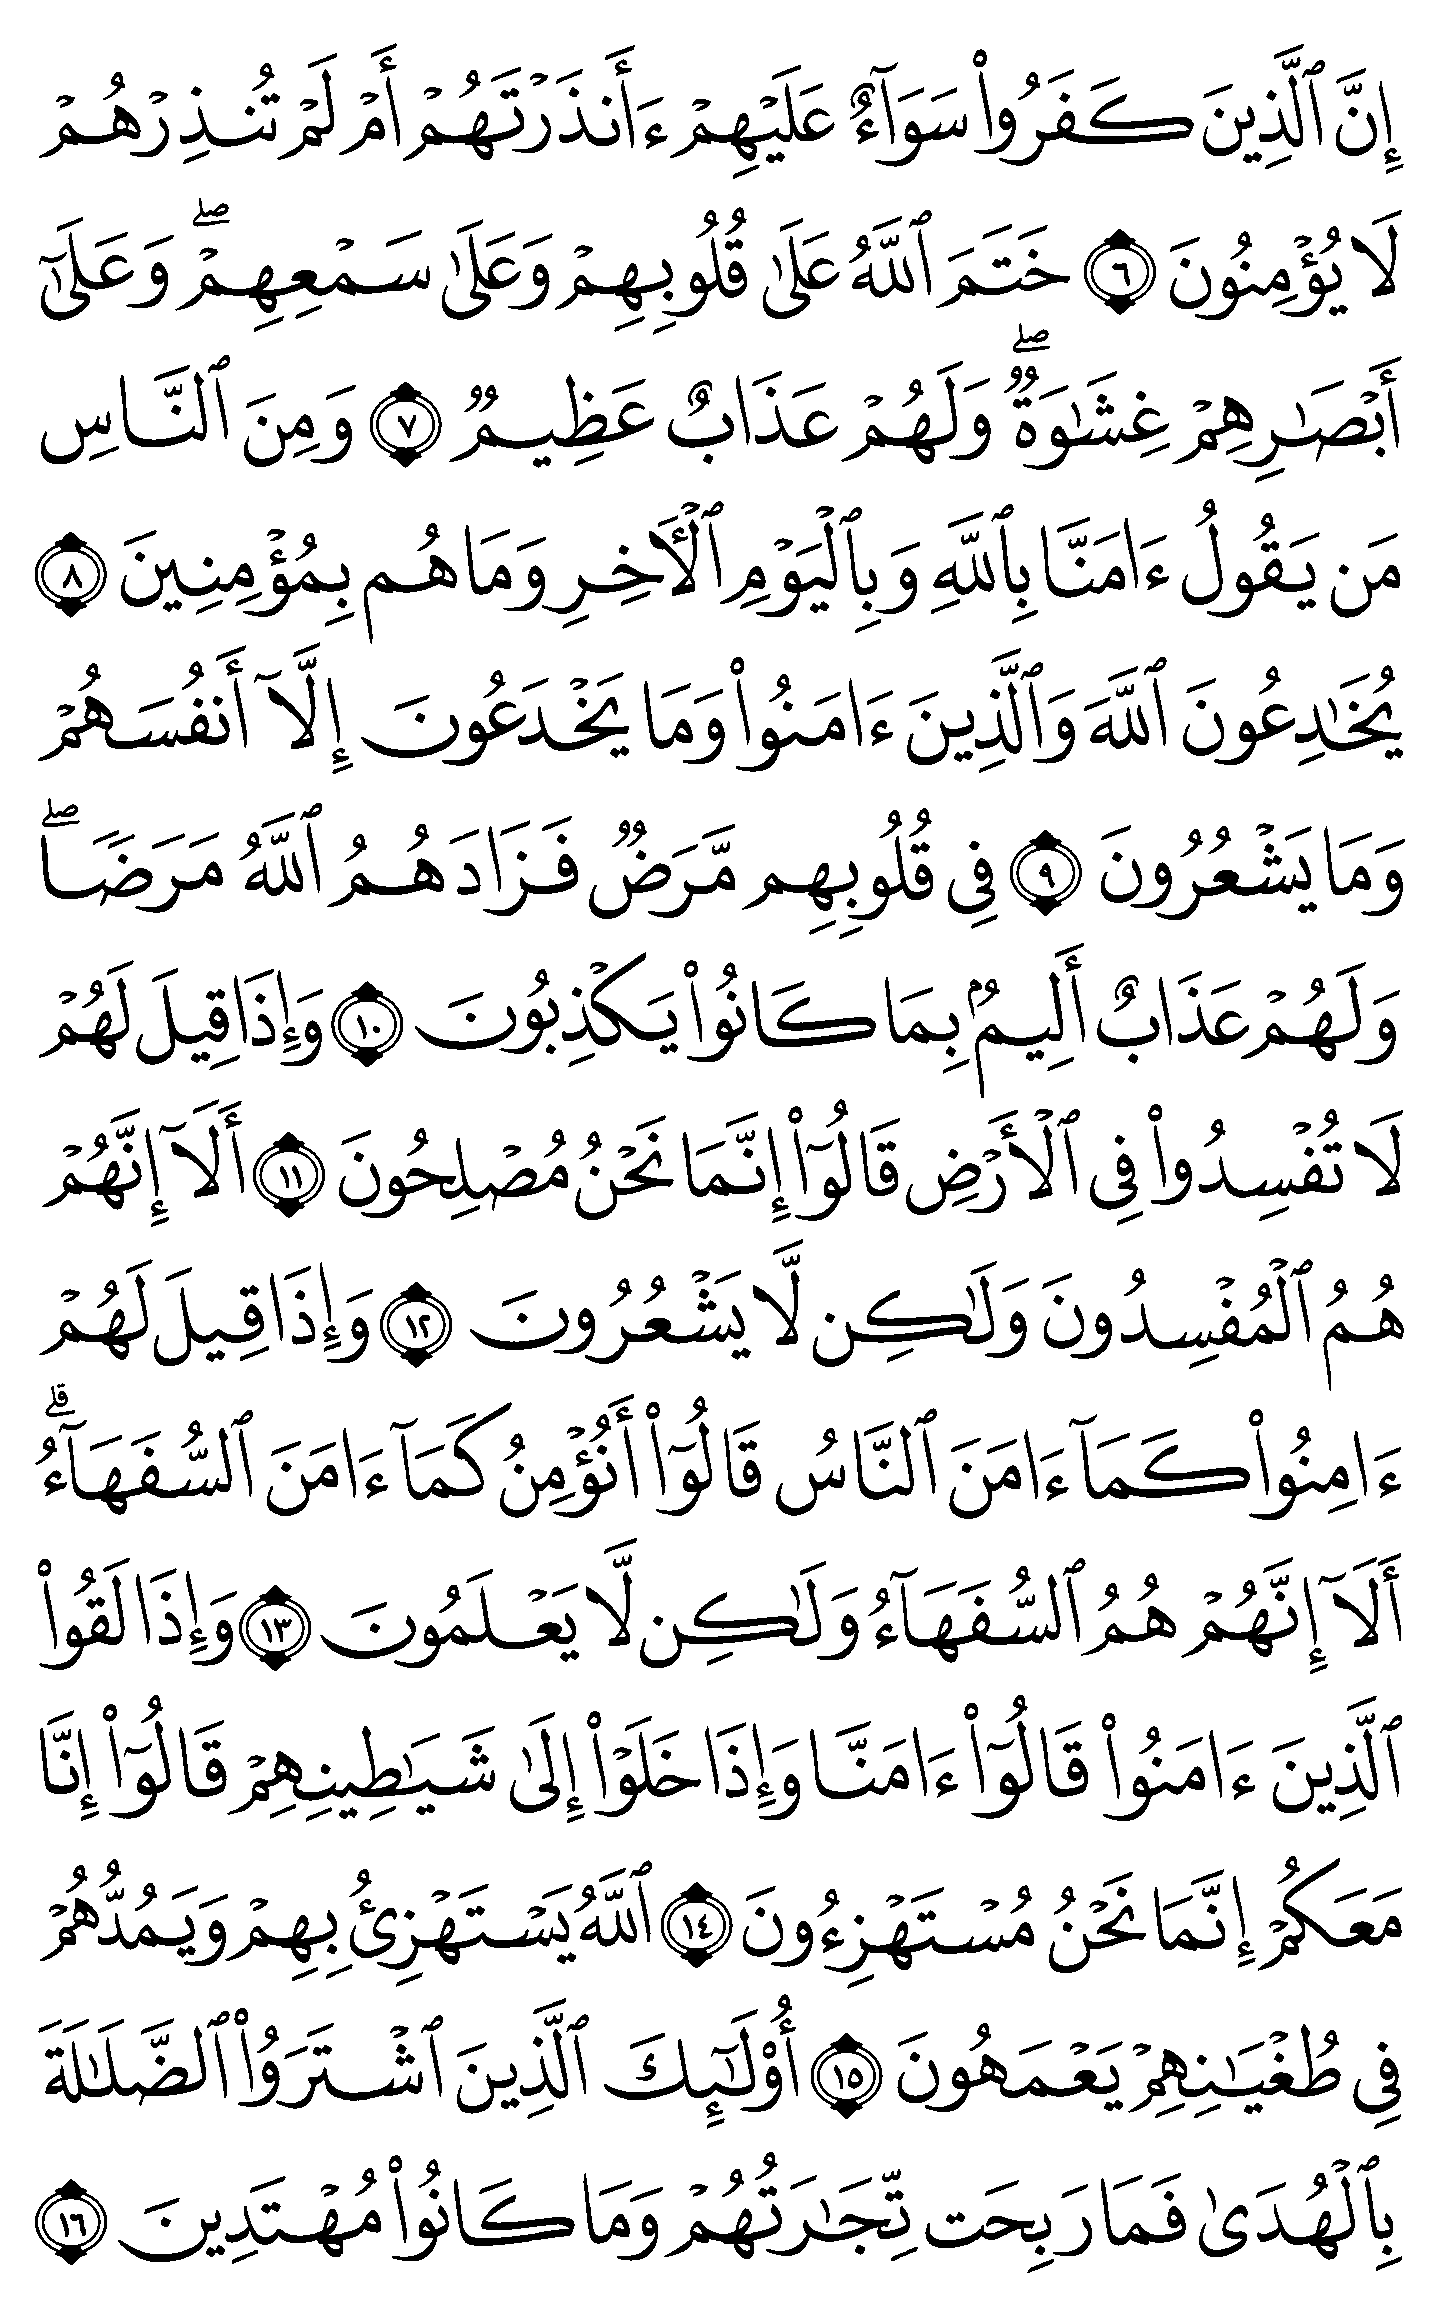 إِنَّ ٱلَّذِينَ كَفَرُوا۟ سَوَآءٌ عَلَيْهِمْ ءَأَنذَرْتَهُمْ أَمْ لَمْ تُنذِرْهُمْ
لَا يُؤْمِنُونَ ٦ خَتَمَ ٱللَّهُ عَلَىٰ قُلُوبِهِمْ وَعَلَىٰ سَمْعِهِمْ ۖ وَعَلَىٰٓ
أَبْصَـٰرِهِمْ غِشَـٰوَةٌ ۖ وَلَهُمْ عَذَابٌ عَظِيمٌ ٧ وَمِنَ ٱلنَّاسِ
مَن يَقُولُ ءَامَنَّا بِٱللَّهِ وَبِٱلْيَوْمِ ٱلْـَٔاخِرِ وَمَا هُم بِمُؤْمِنِينَ ٨
يُخَـٰدِعُونَ ٱللَّهَ وَٱلَّذِينَ ءَامَنُوا۟ وَمَا يَخْدَعُونَ إِلَّآ أَنفُسَهُمْ
وَمَا يَشْعُرُونَ ٩ فِى قُلُوبِهِم مَّرَضٌ فَزَادَهُمُ ٱللَّهُ مَرَضًا ۖ
وَلَهُمْ عَذَابٌ أَلِيمٌۢ بِمَا كَانُوا۟ يَكْذِبُونَ ١٠ وَإِذَا قِيلَ لَهُمْ
لَا تُفْسِدُوا۟ فِى ٱلْأَرْضِ قَالُوٓا۟ إِنَّمَا نَحْنُ مُصْلِحُونَ ١١ أَلَآ إِنَّهُمْ
هُمُ ٱلْمُفْسِدُونَ وَلَـٰكِن لَّا يَشْعُرُونَ ١٢ وَإِذَا قِيلَ لَهُمْ
ءَامِنُوا۟ كَمَآ ءَامَنَ ٱلنَّاسُ قَالُوٓا۟ أَنُؤْمِنُ كَمَآ ءَامَنَ ٱلسُّفَهَآءُ ۗ
أَلَآ إِنَّهُمْ هُمُ ٱلسُّفَهَآءُ وَلَـٰكِن لَّا يَعْلَمُونَ ١٣ وَإِذَا لَقُوا۟
ٱلَّذِينَ ءَامَنُوا۟ قَالُوٓا۟ ءَامَنَّا وَإِذَا خَلَوْا۟ إِلَىٰ شَيَـٰطِينِهِمْ قَالُوٓا۟ إِنَّا
مَعَكُمْ إِنَّمَا نَحْنُ مُسْتَهْزِءُونَ ١٤ ٱللَّهُ يَسْتَهْزِئُ بِهِمْ وَيَمُدُّهُمْ
فِى طُغْيَـٰنِهِمْ يَعْمَهُونَ ١٥ أُو۟لَـٰٓئِكَ ٱلَّذِينَ ٱشْتَرَوُا۟ ٱلضَّلَـٰلَةَ
بِٱلْهُدَىٰ فَمَا رَبِحَت تِّجَـٰرَتُهُمْ وَمَا كَانُوا۟ مُهْتَدِينَ ١٦